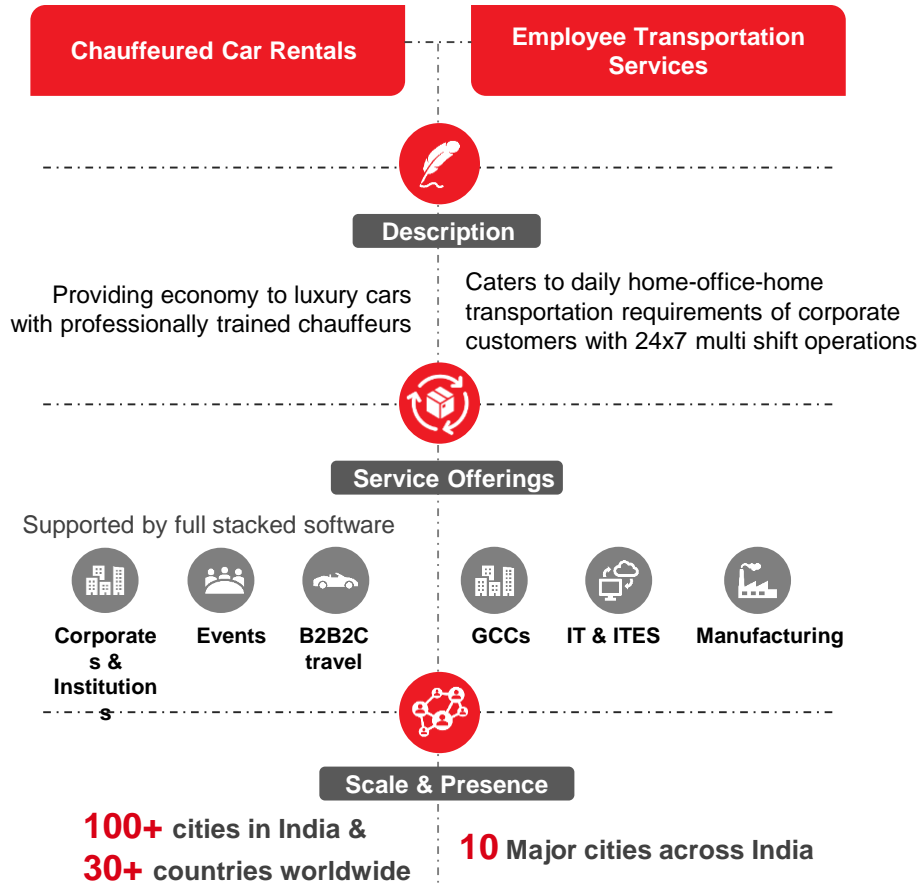 Chauffeured Car Rentals
Employee Transportation
Services
Description
Providing economy to luxury cars
with professionally trained chauffeurs
Caters to daily home-office-home
transportation requirements of corporate
customers with 24x7 multi shift operations
Service Offerings
Supported by full stacked software
Corporate
s &
Institution
s
Events
B2B2C
travel
GCCs
IT & ITES
Manufacturing
Scale & Presence
100+ cities in India &
30+ countries worldwide
10 Major cities across India